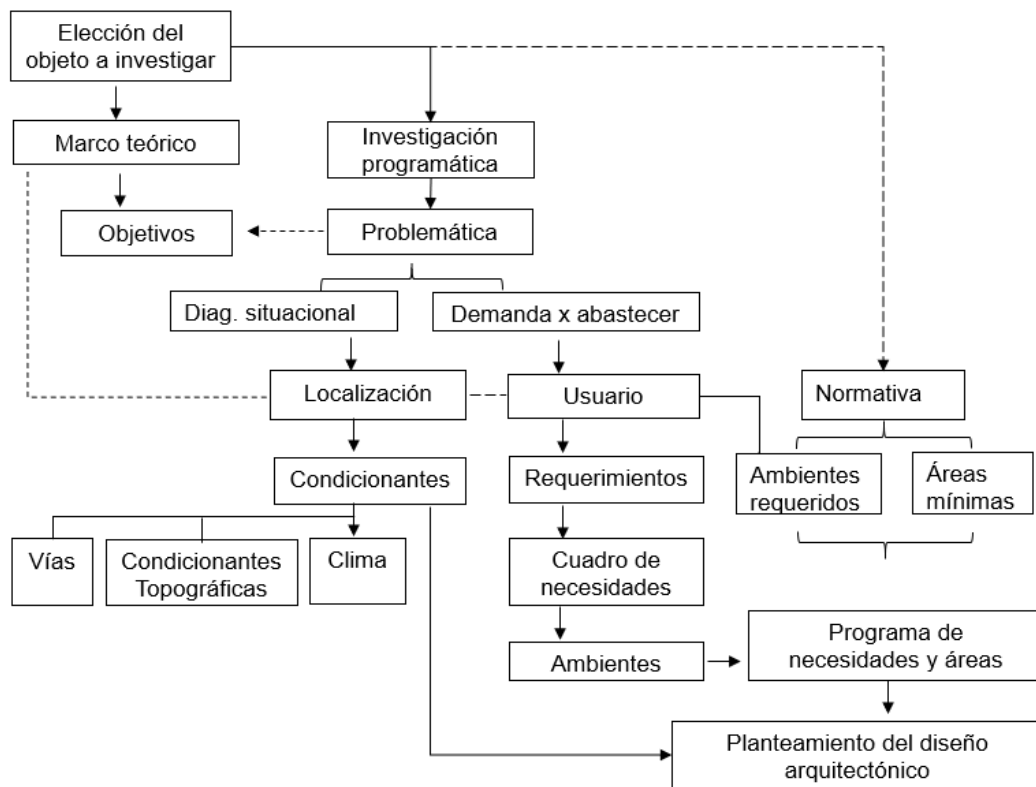 Elección del
objeto a investigar
Marco teórico
Investigación
programática
Objetivos
Problemática
Diag. situacional
Demanda x abastecer
Localización
Usuario
Normativa
Condicionantes
Requerimientos
Ambientes
requeridos
Áreas
mínimas
Vías
Condicionantes
Topográficas
Clima
Cuadro de
necesidades
Ambientes
Programa de
necesidades y áreas
Planteamiento del diseño
arquitectónico